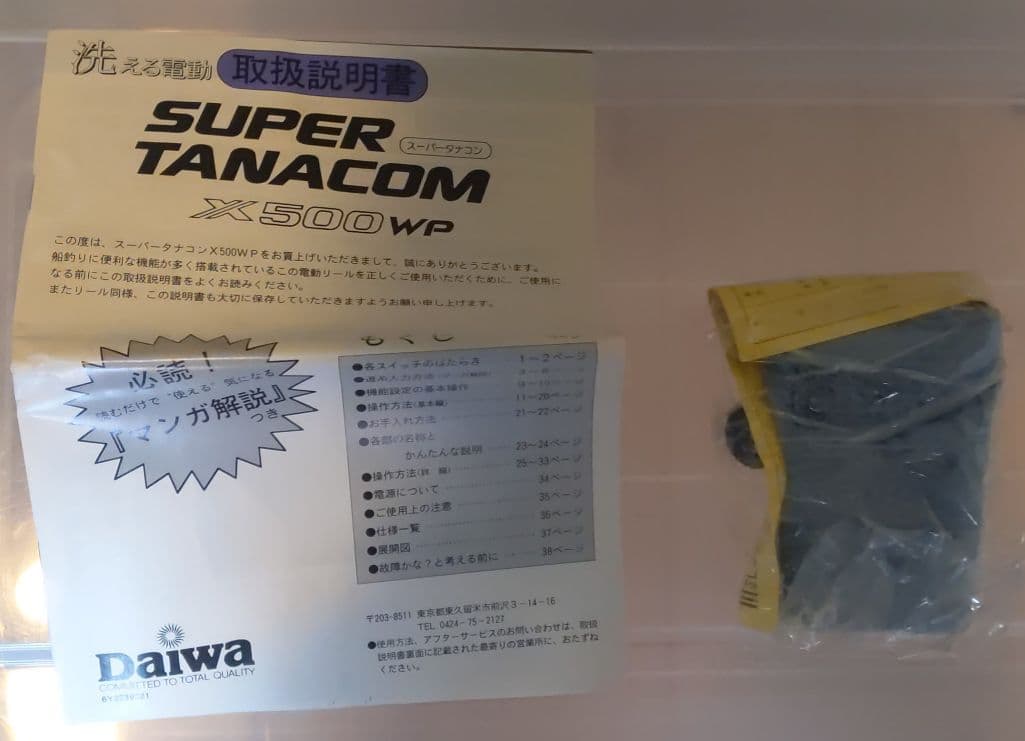 洗える電動 取扱説明書
SUPER
スーパータナコン
TANACOM
X500WP
この度は、スーパータナコンX500WPをお買上げいただきまして、誠にありがとうございます。
船釣りに便利な機能が多く搭載されているこの電動リールを正しくご使用いただくために、ご使用に
なる前にこの取扱説明書をよくお読みください。
またリール同様、この説明書も大切に保存していただきますようお願い申し上げます。
必読！
読むだけで“使える”気になる
『マンガ解説』
つき
もくじ
●各スイッチのはたらき 1〜2ページ
●機能設定の基本操作
●操作方法(基本編) 11〜20ページ
●お手入れ方法 21〜22ページ
●各部の名称と
かんたんな説明 23〜24ページ
●操作方法 25〜33ページ
●電源について 34ページ
●ご使用上の注意 35ページ
●仕様一覧 36ページ
●展開図 37ページ
●故障かな?と考える前に 38ページ
〒203-8511 東京都東久留米市前沢3-14-16
TEL 0424-75-2127
●使用方法、アフターサービスのお問い合わせは、取扱
説明書裏面に記載された最寄りの営業所に、おたずね
ください。
Daiwa
COMMITTED TO TOTAL QUALITY